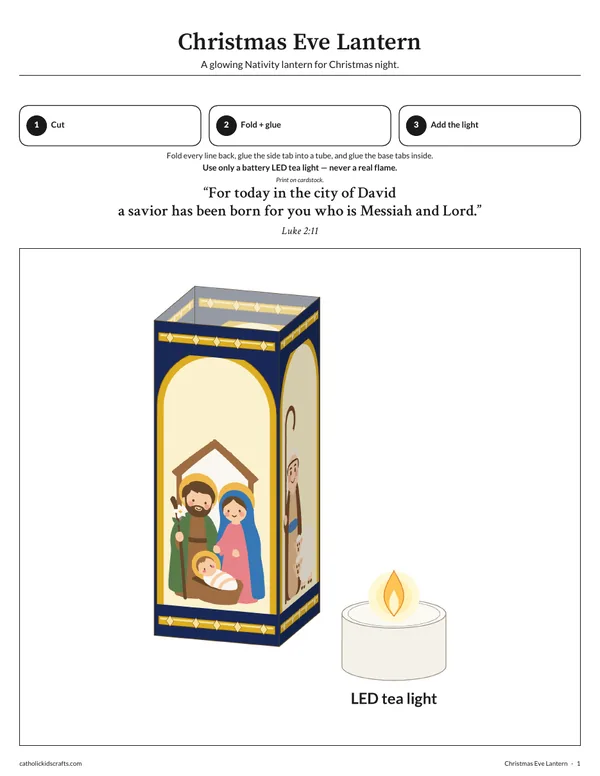 Christmas Eve Lantern
A glowing Nativity lantern for Christmas night.
1 Cut
2 Fold + glue
3 Add the light
Fold every line back, glue the side tab into a tube, and glue the base tabs inside.
Use only a battery LED tea light — never a real flame.
Print on cardstock.
“For today in the city of David
a savior has been born for you who is Messiah and Lord.”
Luke 2:11
LED tea light
catholickidscrafts.com
Christmas Eve Lantern - 1